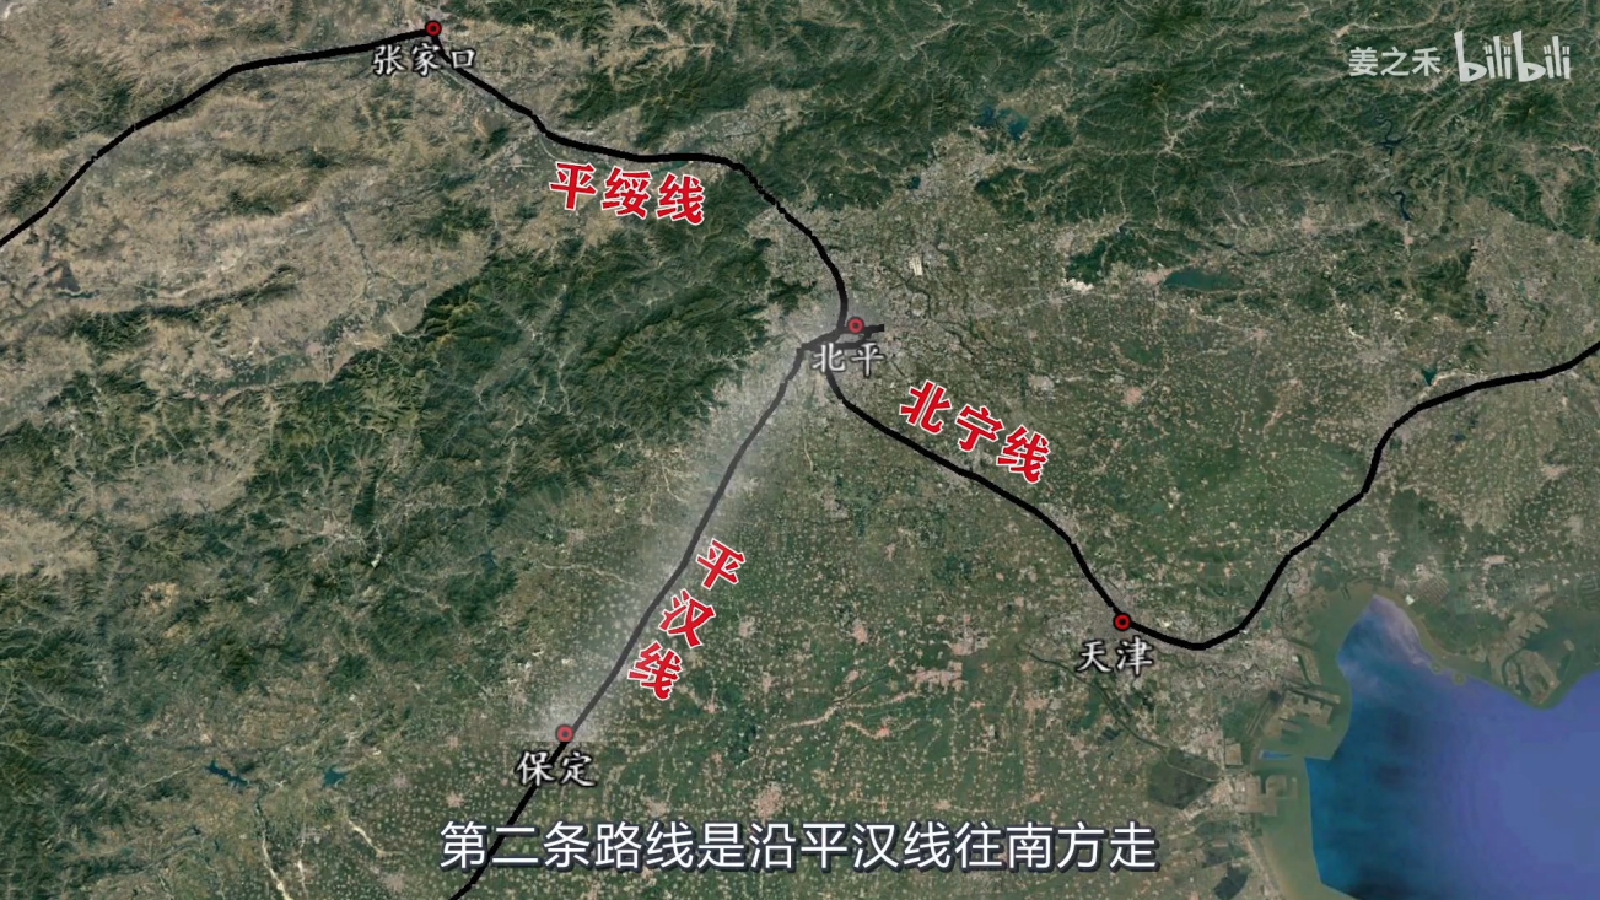 张家口
姜之禾 bilibili
平绥线
北平
北宁线
平汉线
天津
保定
第二条路线是沿平汉线往南方走